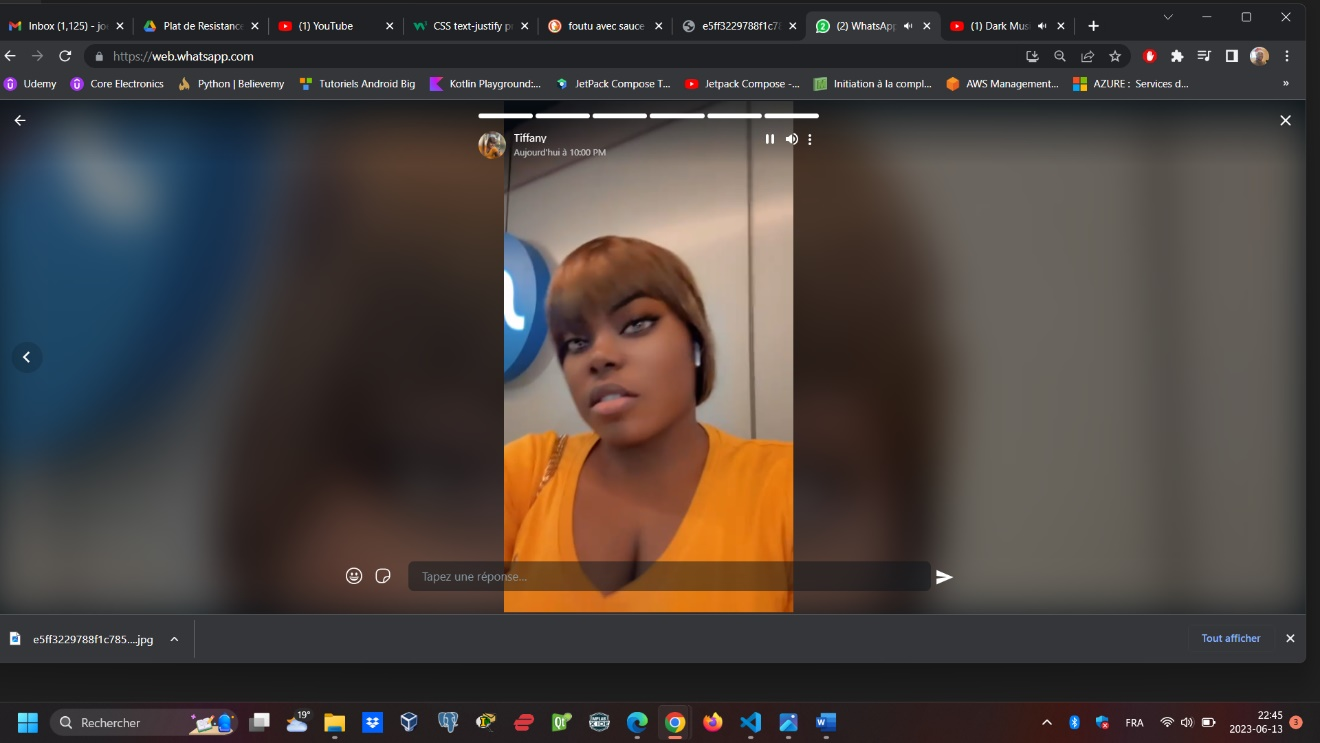 Inbox (1,125) - jo
Plat de Resistance
(1) YouTube
CSS text-justify p
foutu avec sauce
e5ff3229788f1c78
(2) WhatsApp
(1) Dark Mus
https://web.whatsapp.com
Udemy
Core Electronics
Python | Believemy
Tutoriels Android Big
Kotlin Playground:...
JetPack Compose T...
Jetpack Compose -...
Initiation à la compl...
AWS Management...
AZURE : Services d...
»
Tiffany
Aujourd'hui à 10:00 PM
Tapez une réponse...
e5ff3229788f1c785....jpg
Tout afficher
Rechercher
19°
FRA
22:45
2023-06-13
3